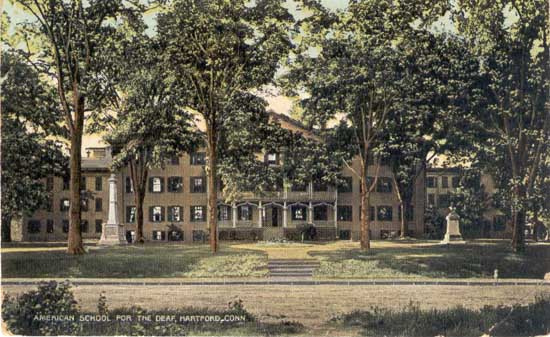 AMERICAN SCHOOL FOR THE DEAF, HARTFORD, CONN.